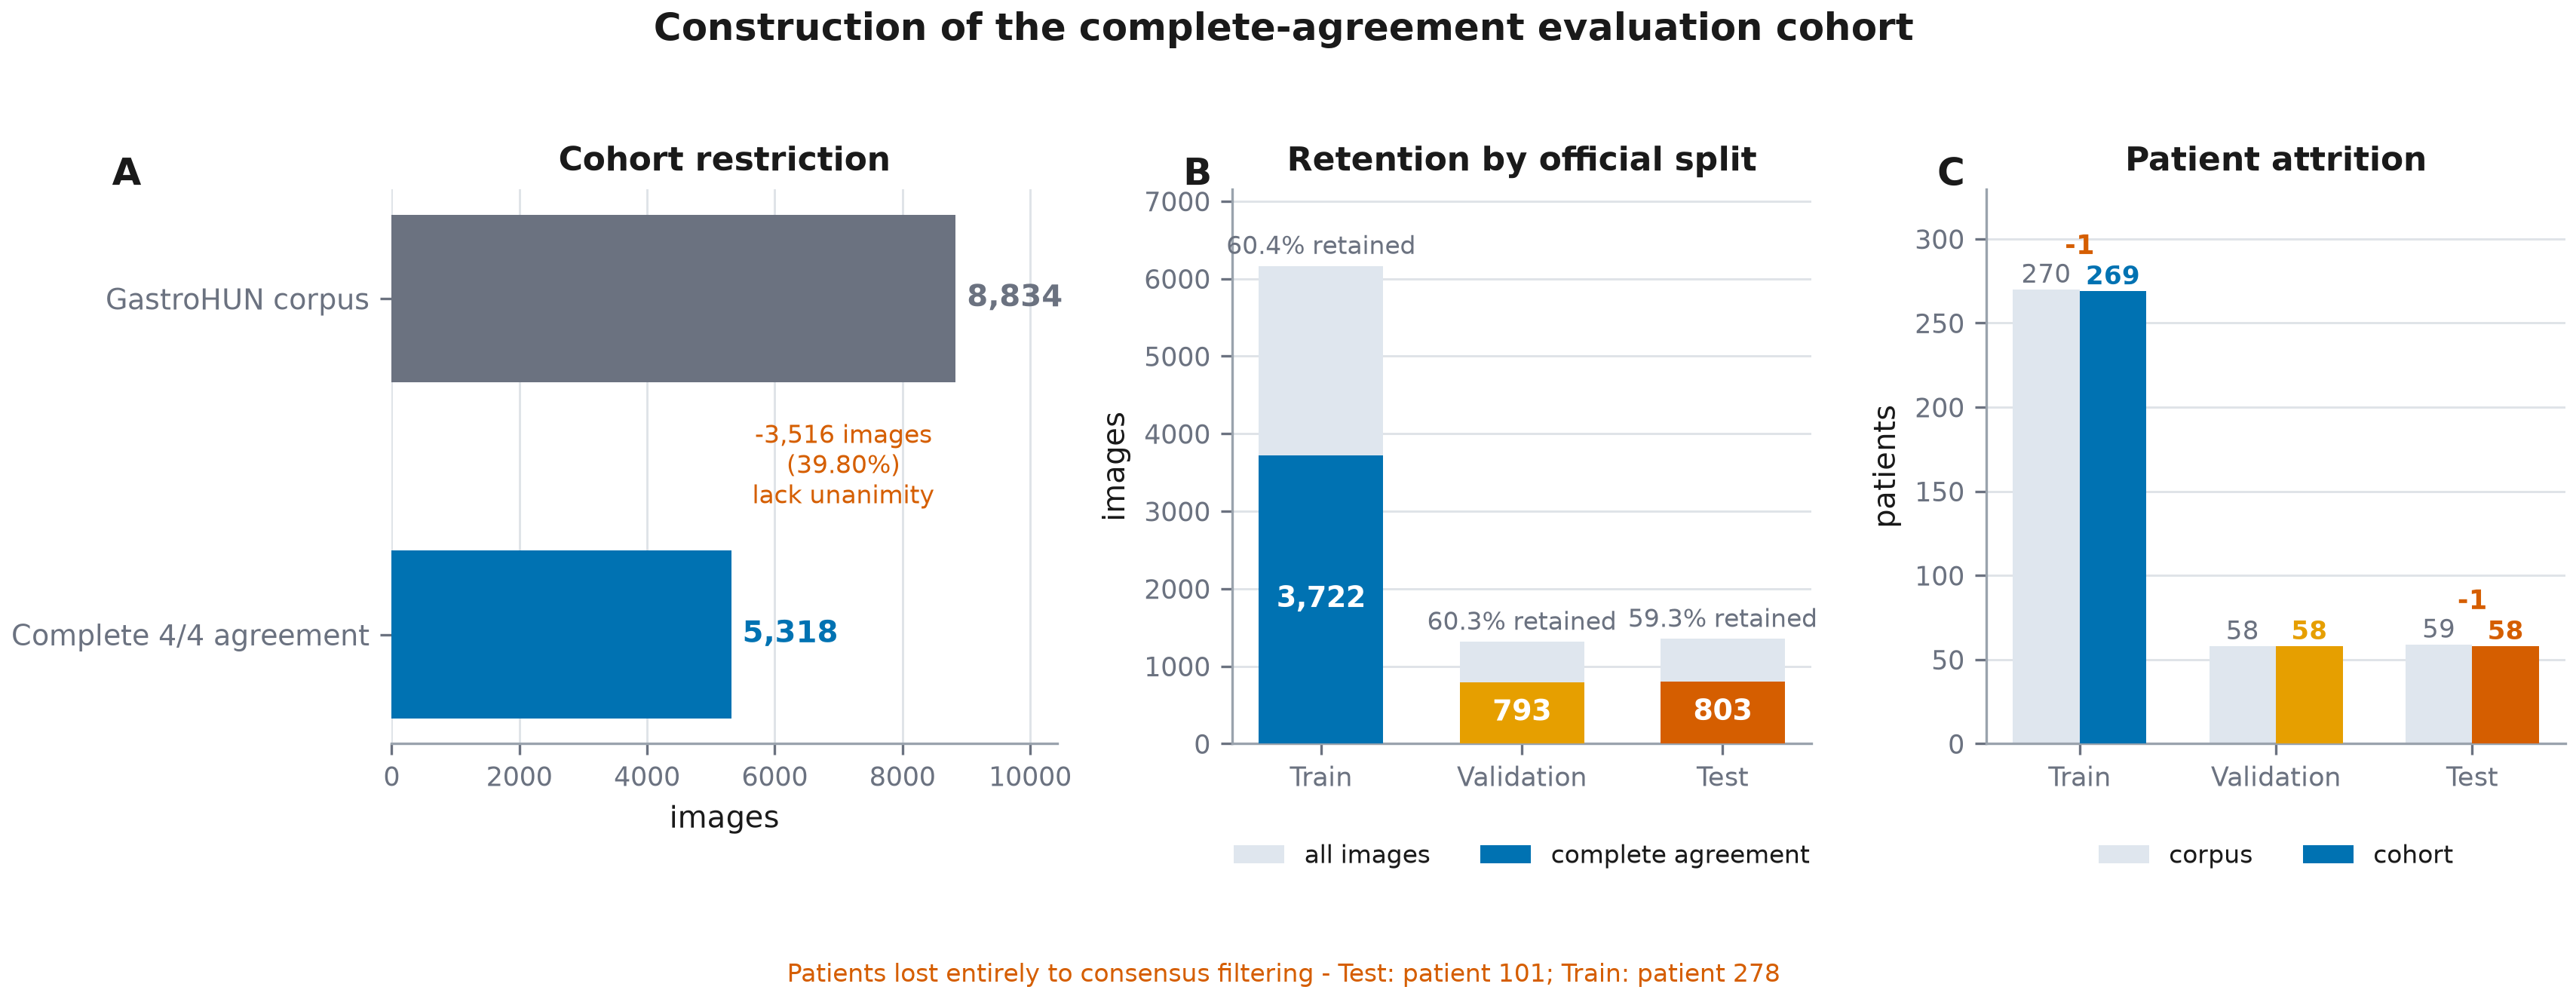 Construction of the complete-agreement evaluation cohort
A
Cohort restriction
GastroHUN corpus
8,834
-3,516 images
(39.80%)
lack unanimity
Complete 4/4 agreement
5,318
0
2000
4000
6000
8000
10000
images
B
Retention by official split
7000
6000
5000
4000
3000
2000
1000
0
images
60.4% retained
3,722
60.3% retained
793
59.3% retained
803
Train
Validation
Test
all images
complete agreement
C
Patient attrition
300
250
200
150
100
50
0
patients
-1
270
269
58
58
-1
59
58
Train
Validation
Test
corpus
cohort
Patients lost entirely to consensus filtering - Test: patient 101; Train: patient 278